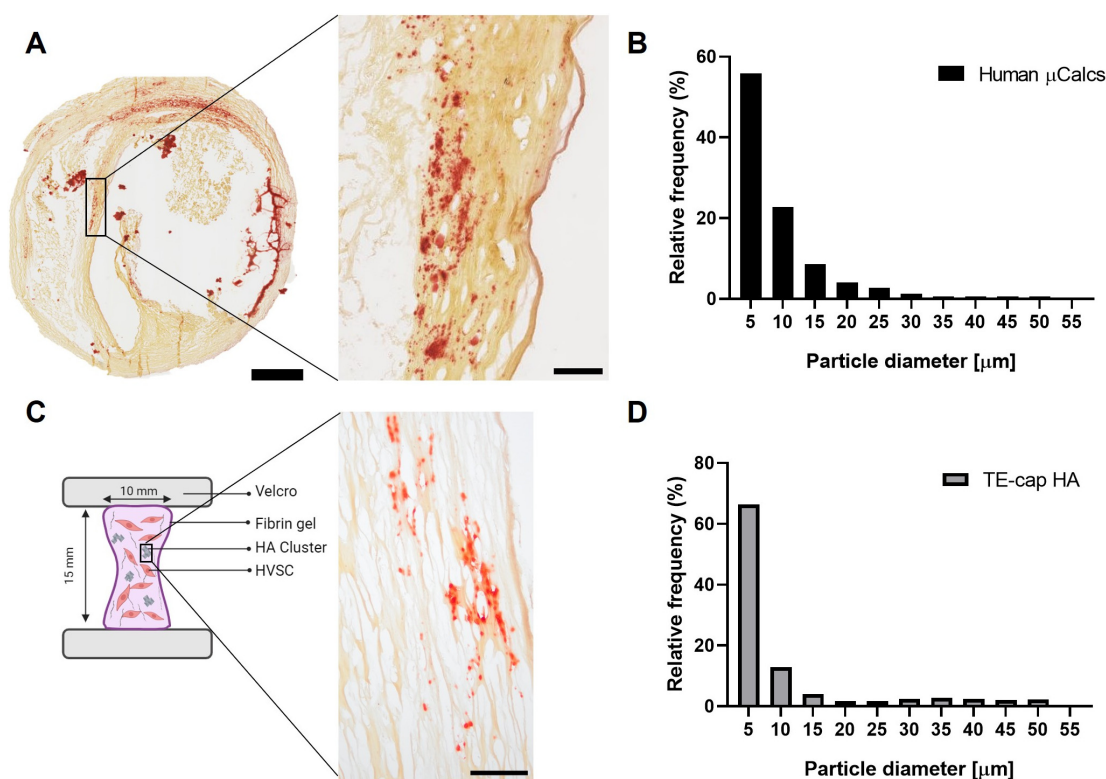 A
B
Relative frequency (%)
60
40
20
0
Human μCalcs
5 10 15 20 25 30 35 40 45 50 55
Particle diameter [μm]
C
10 mm
15 mm
Velcro
Fibrin gel
HA Cluster
HVSC
D
Relative frequency (%)
80
60
40
20
0
TE-cap HA
5 10 15 20 25 30 35 40 45 50 55
Particle diameter [μm]